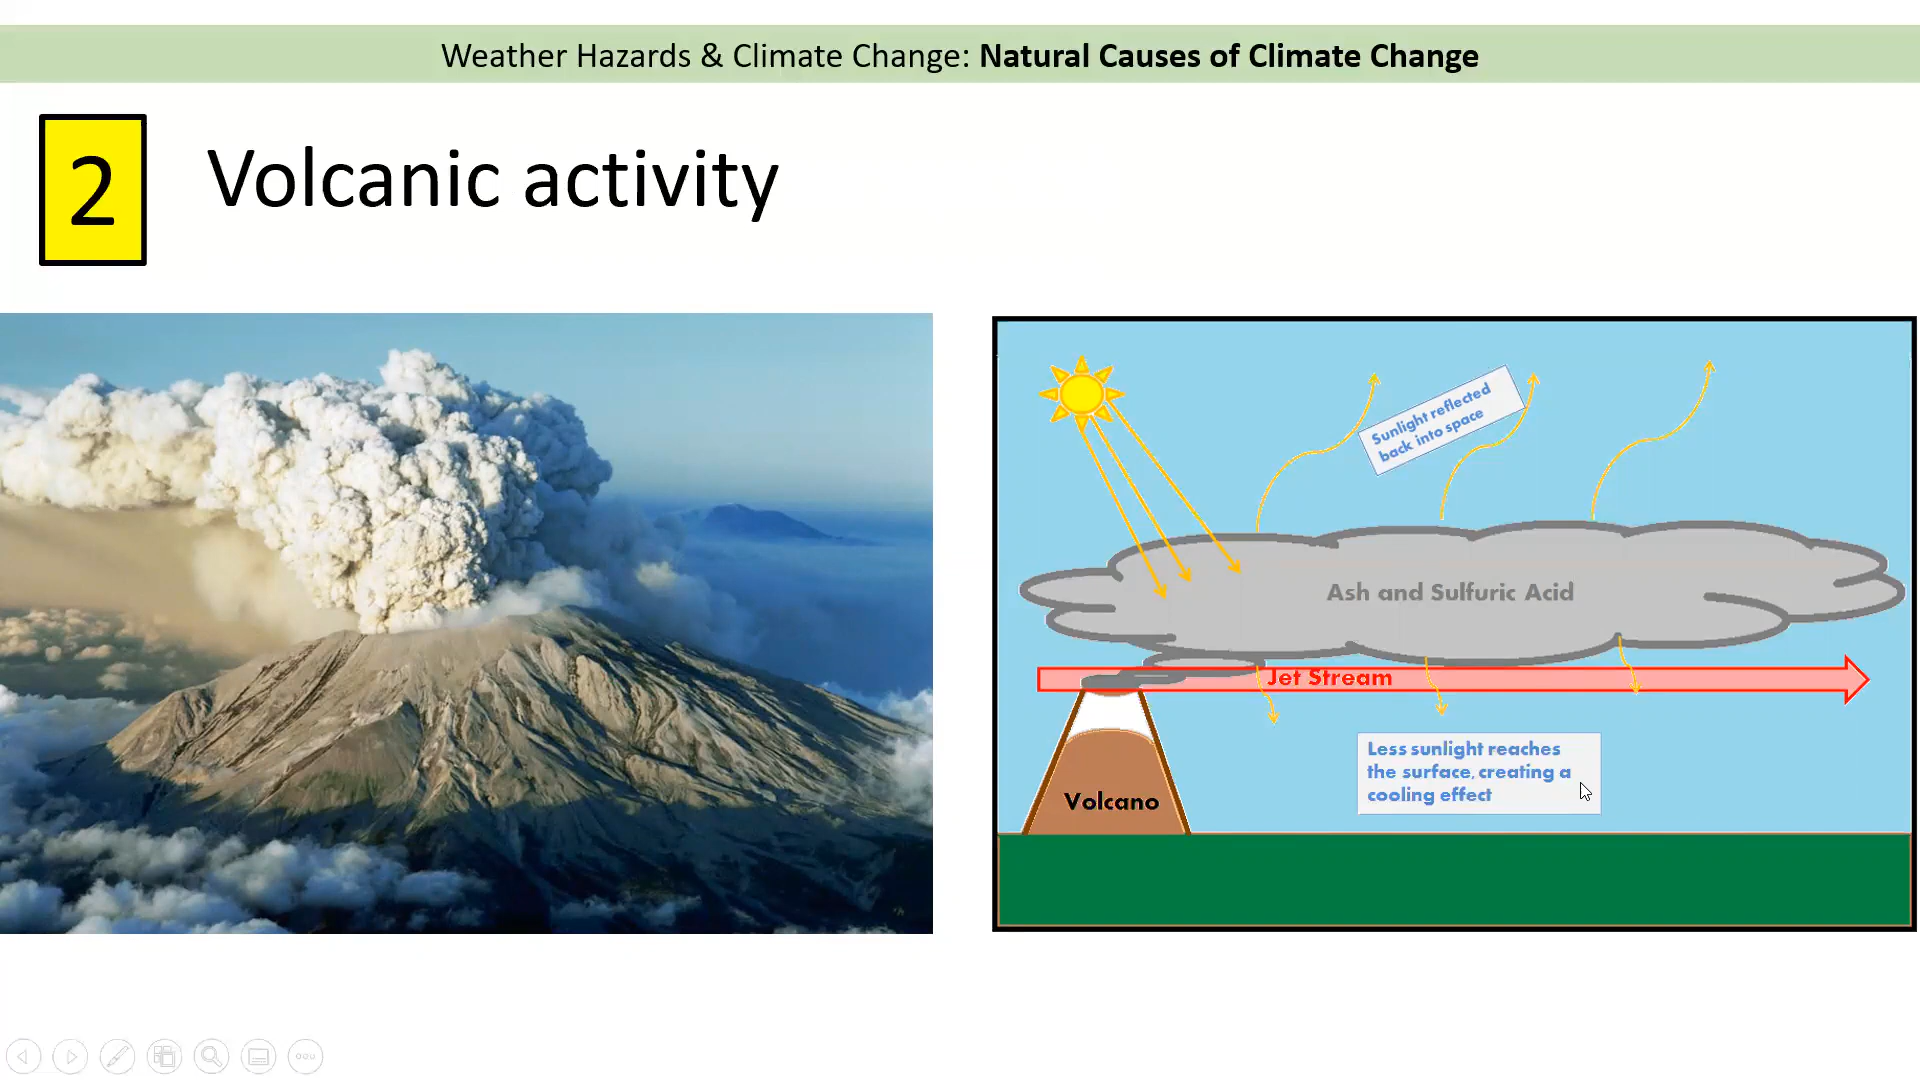 Weather Hazards & Climate Change: Natural Causes of Climate Change
2
Volcanic activity
Sunlight reflected
back into space
Ash and Sulfuric Acid
Jet Stream
Less sunlight reaches
the surface, creating a
cooling effect
Volcano